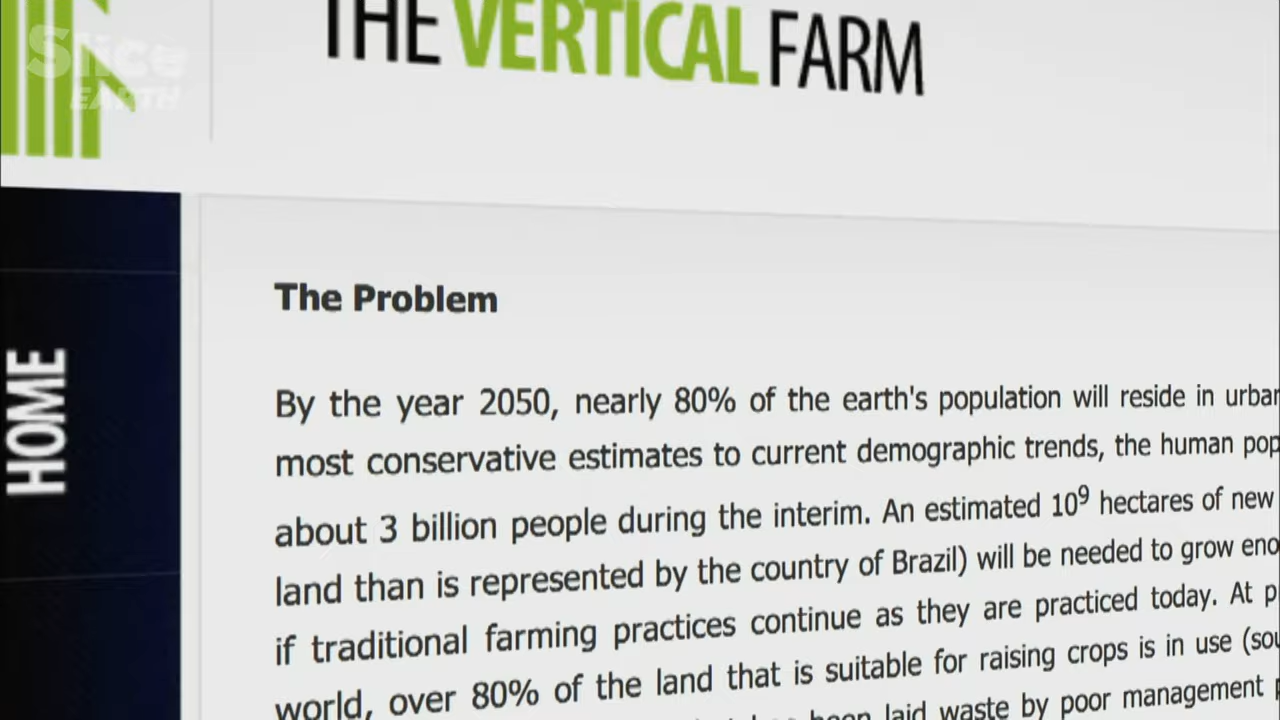 Slice
EARTH
THE VERTICAL FARM
HOME
The Problem
By the year 2050, nearly 80% of the earth's population will reside in urban
most conservative estimates to current demographic trends, the human pop
about 3 billion people during the interim. An estimated 10⁹ hectares of new
land than is represented by the country of Brazil) will be needed to grow eno
if traditional farming practices continue as they are practiced today. At p
world, over 80% of the land that is suitable for raising crops is in use (sou
been laid waste by poor management p